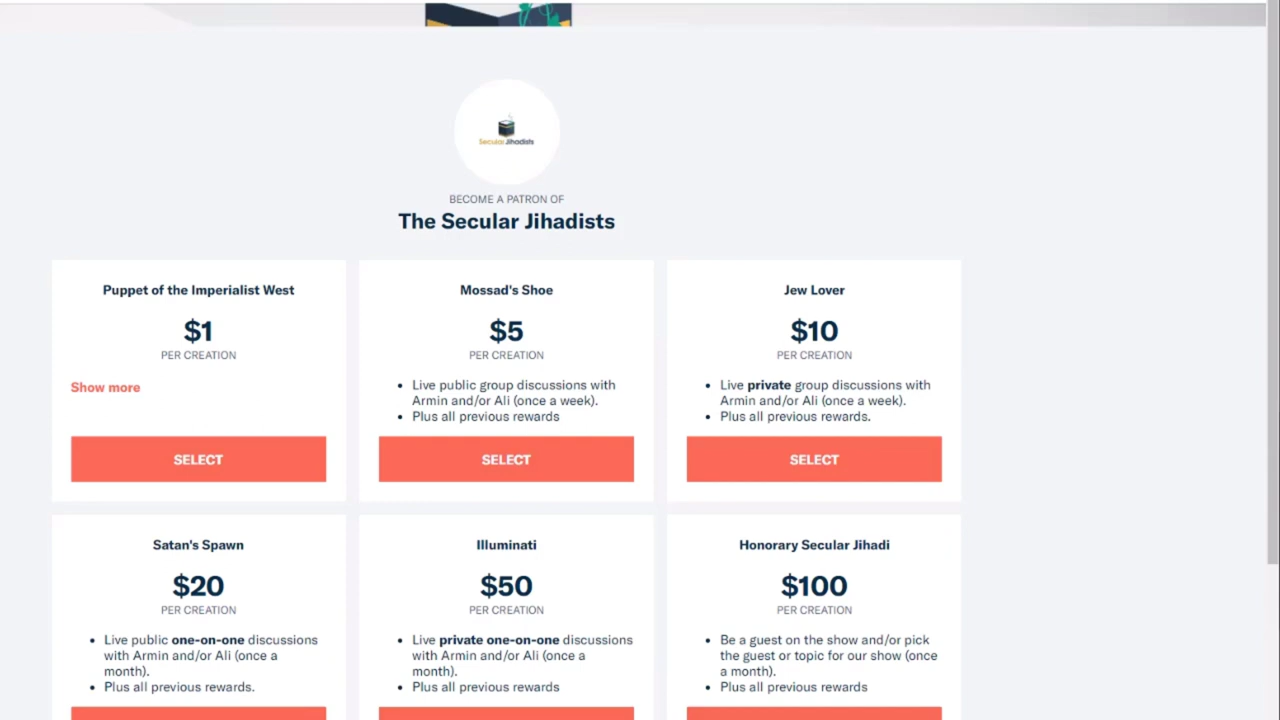 Secular Jihadists
BECOME A PATRON OF
The Secular Jihadists
Puppet of the Imperialist West
$1
PER CREATION
Show more
SELECT
Mossad's Shoe
$5
PER CREATION
• Live public group discussions with
Armin and/or Ali (once a week).
• Plus all previous rewards
SELECT
Jew Lover
$10
PER CREATION
• Live private group discussions with
Armin and/or Ali (once a week).
• Plus all previous rewards.
SELECT
Satan's Spawn
$20
PER CREATION
• Live public one-on-one discussions
with Armin and/or Ali (once a
month).
• Plus all previous rewards.
Illuminati
$50
PER CREATION
• Live private one-on-one discussions
with Armin and/or Ali (once a
month).
• Plus all previous rewards
Honorary Secular Jihadi
$100
PER CREATION
• Be a guest on the show and/or pick
the guest or topic for our show (once
a month).
• Plus all previous rewards